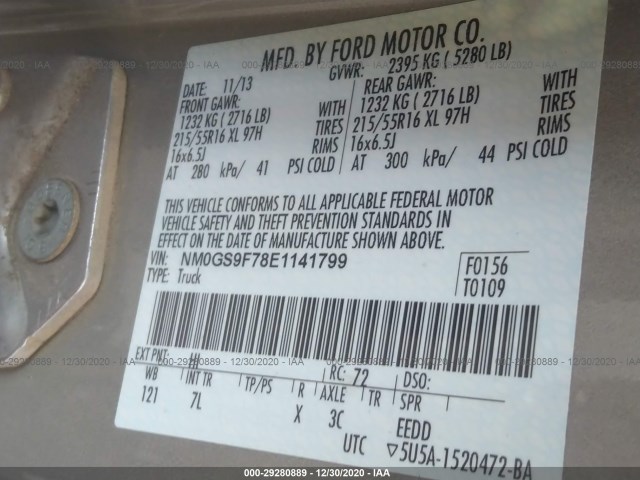 MFD. BY FORD MOTOR CO.
DATE: 11/13 GVWR: 2395 KG ( 5280 LB)
FRONT GAWR: REAR GAWR:
1232 KG ( 2716 LB) WITH 1232 KG ( 2716 LB) WITH
215/55R16 XL 97H TIRES 215/55R16 XL 97H TIRES
16x6.5J RIMS 16x6.5J RIMS
AT 280 kPa/ 41 PSI COLD AT 300 kPa/ 44 PSI COLD
THIS VEHICLE CONFORMS TO ALL APPLICABLE FEDERAL MOTOR
VEHICLE SAFETY AND THEFT PREVENTION STANDARDS IN
EFFECT ON THE DATE OF MANUFACTURE SHOWN ABOVE.
VIN: NM0GS9F78E1141799 F0156
TYPE: Truck T0109
EXT PNT: RC: 72 DSO:
WB INT TR TP/PS R AXLE TR SPR
121 7L X 3C EEDD
UTC ▽5U5A-1520472-BA
000-29280889 - 12/30/2020 - IAAI